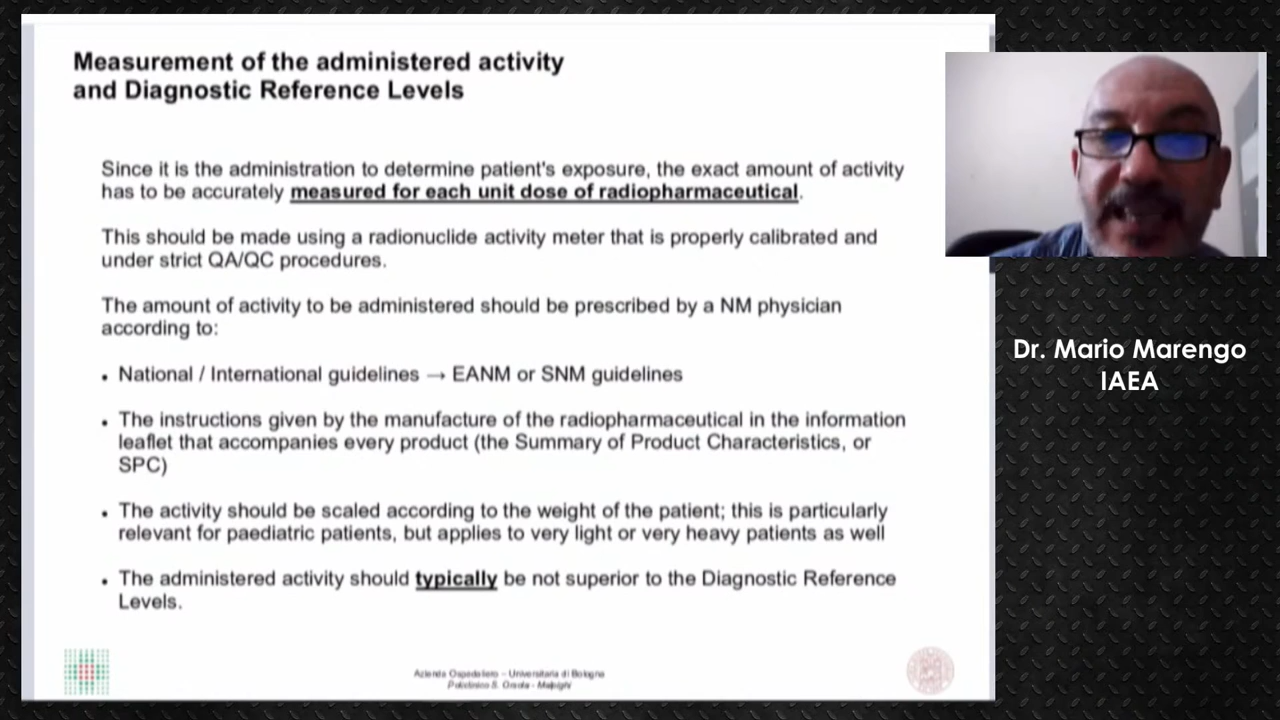 Measurement of the administered activity
and Diagnostic Reference Levels
Since it is the administration to determine patient's exposure, the exact amount of activity
has to be accurately measured for each unit dose of radiopharmaceutical.
This should be made using a radionuclide activity meter that is properly calibrated and
under strict QA/QC procedures.
The amount of activity to be administered should be prescribed by a NM physician
according to:
• National / International guidelines → EANM or SNM guidelines
• The instructions given by the manufacture of the radiopharmaceutical in the information
leaflet that accompanies every product (the Summary of Product Characteristics, or
SPC)
• The activity should be scaled according to the weight of the patient; this is particularly
relevant for paediatric patients, but applies to very light or very heavy patients as well
• The administered activity should typically be not superior to the Diagnostic Reference
Levels.
Azienda Ospedaliero – Universitaria di Bologna
Policlinico S. Orsola - Malpighi
Dr. Mario Marengo
IAEA